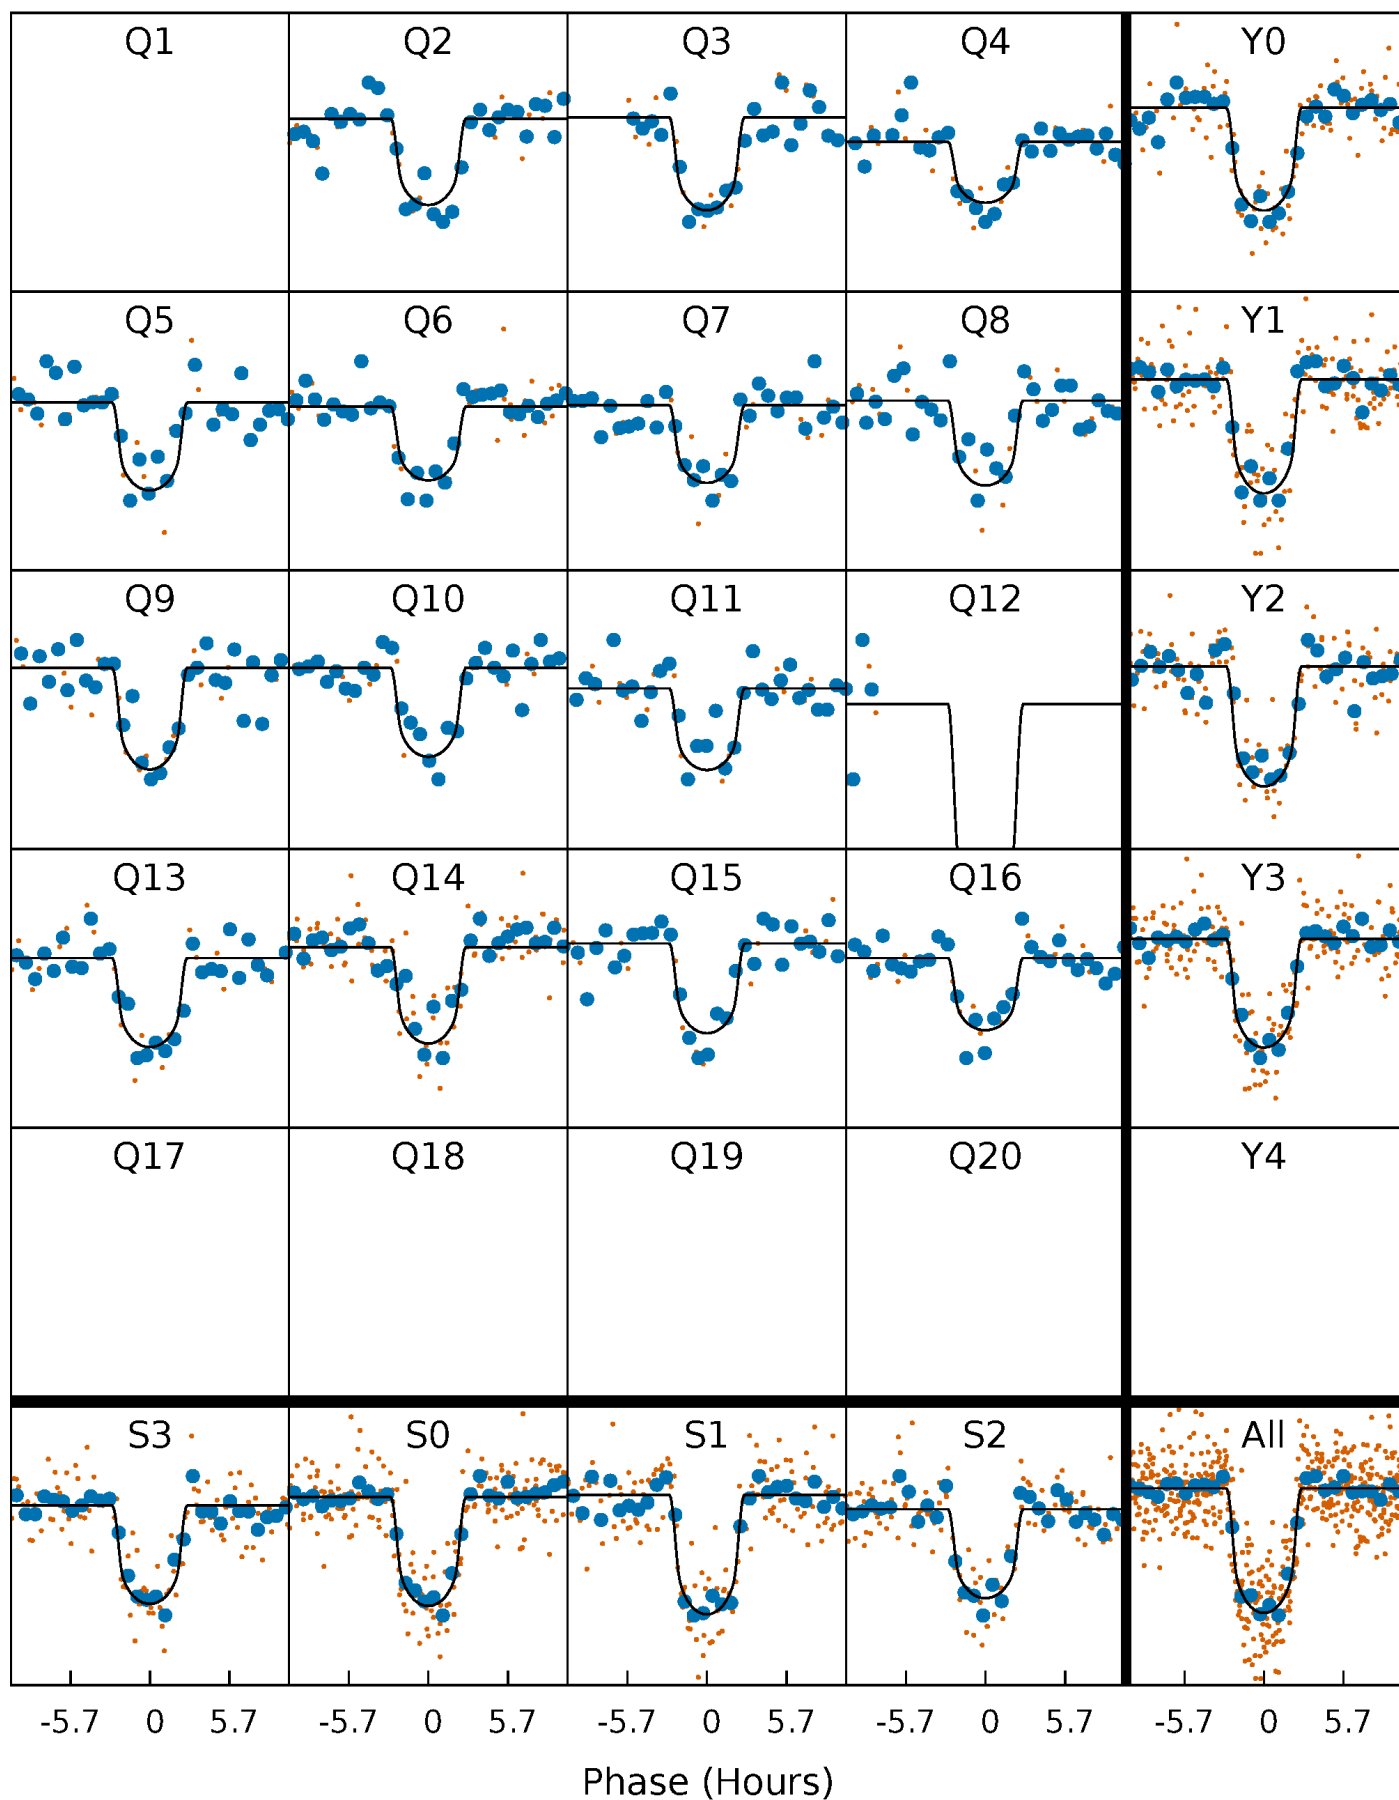 Q1 Q2 Q3 Q4 Y0
Q5 Q6 Q7 Q8 Y1
Q9 Q10 Q11 Q12 Y2
Q13 Q14 Q15 Q16 Y3
Q17 Q18 Q19 Q20 Y4
S3 S0 S1 S2 All
-5.7 0 5.7 -5.7 0 5.7 -5.7 0 5.7 -5.7 0 5.7 -5.7 0 5.7
Phase (Hours)